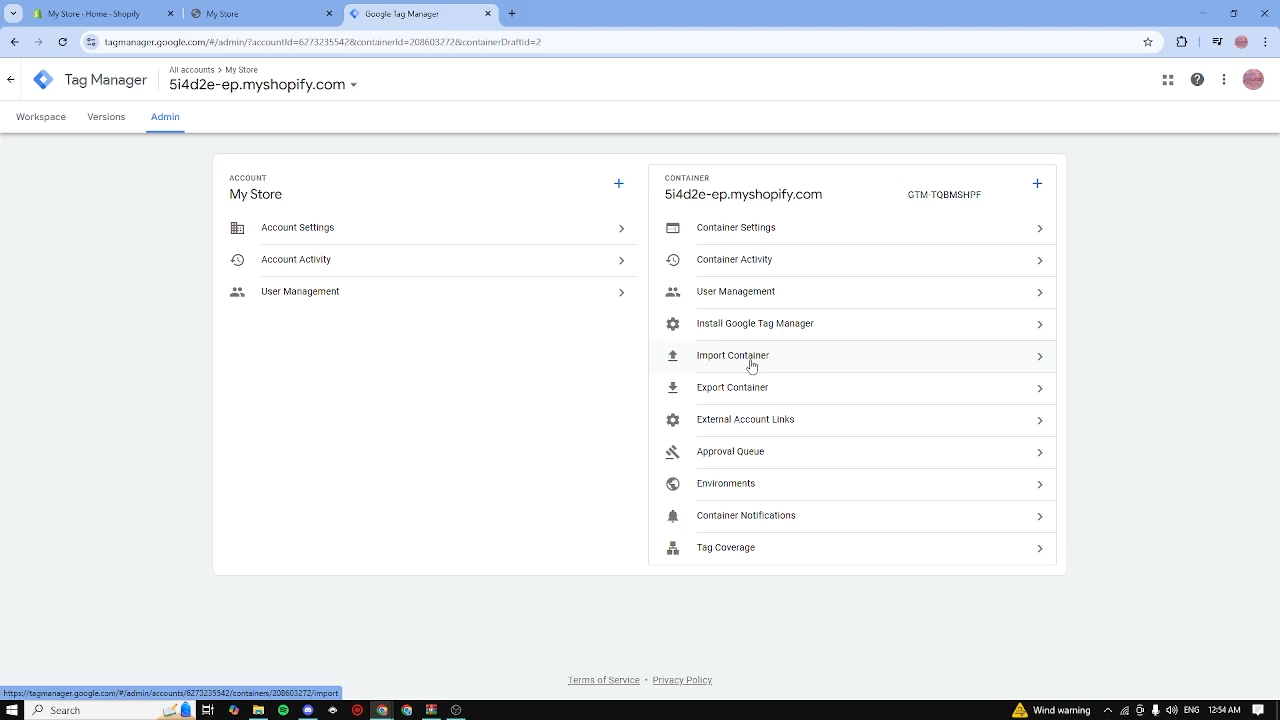 My Store - Home - Shopify
My Store
Google Tag Manager
tagmanager.google.com/#/admin/?accountId=6273235542&containerId=208603272&containerDraftId=2
Tag Manager
All accounts > My Store
5i4d2e-ep.myshopify.com
Workspace
Versions
Admin
ACCOUNT
My Store
Account Settings
Account Activity
User Management
CONTAINER
5i4d2e-ep.myshopify.com
GTM-TQBMSHPF
Container Settings
Container Activity
User Management
Install Google Tag Manager
Import Container
Export Container
External Account Links
Approval Queue
Environments
Container Notifications
Tag Coverage
Terms of Service • Privacy Policy
https://tagmanager.google.com/#/admin/accounts/6273235542/containers/208603272/import
Search
Wind warning
ENG
12:54 AM